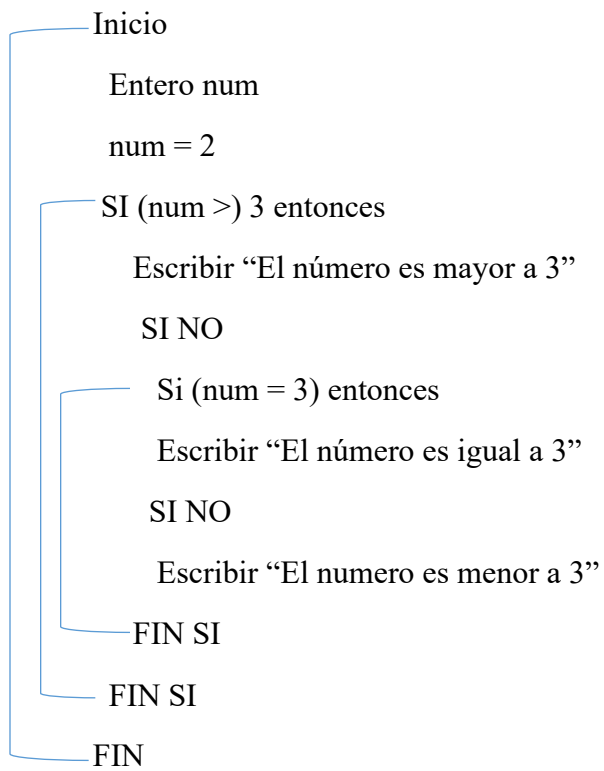 Inicio
Entero num
num = 2
SI (num >) 3 entonces
Escribir “El número es mayor a 3”
SI NO
Si (num = 3) entonces
Escribir “El número es igual a 3”
SI NO
Escribir “El numero es menor a 3”
FIN SI
FIN SI
FIN